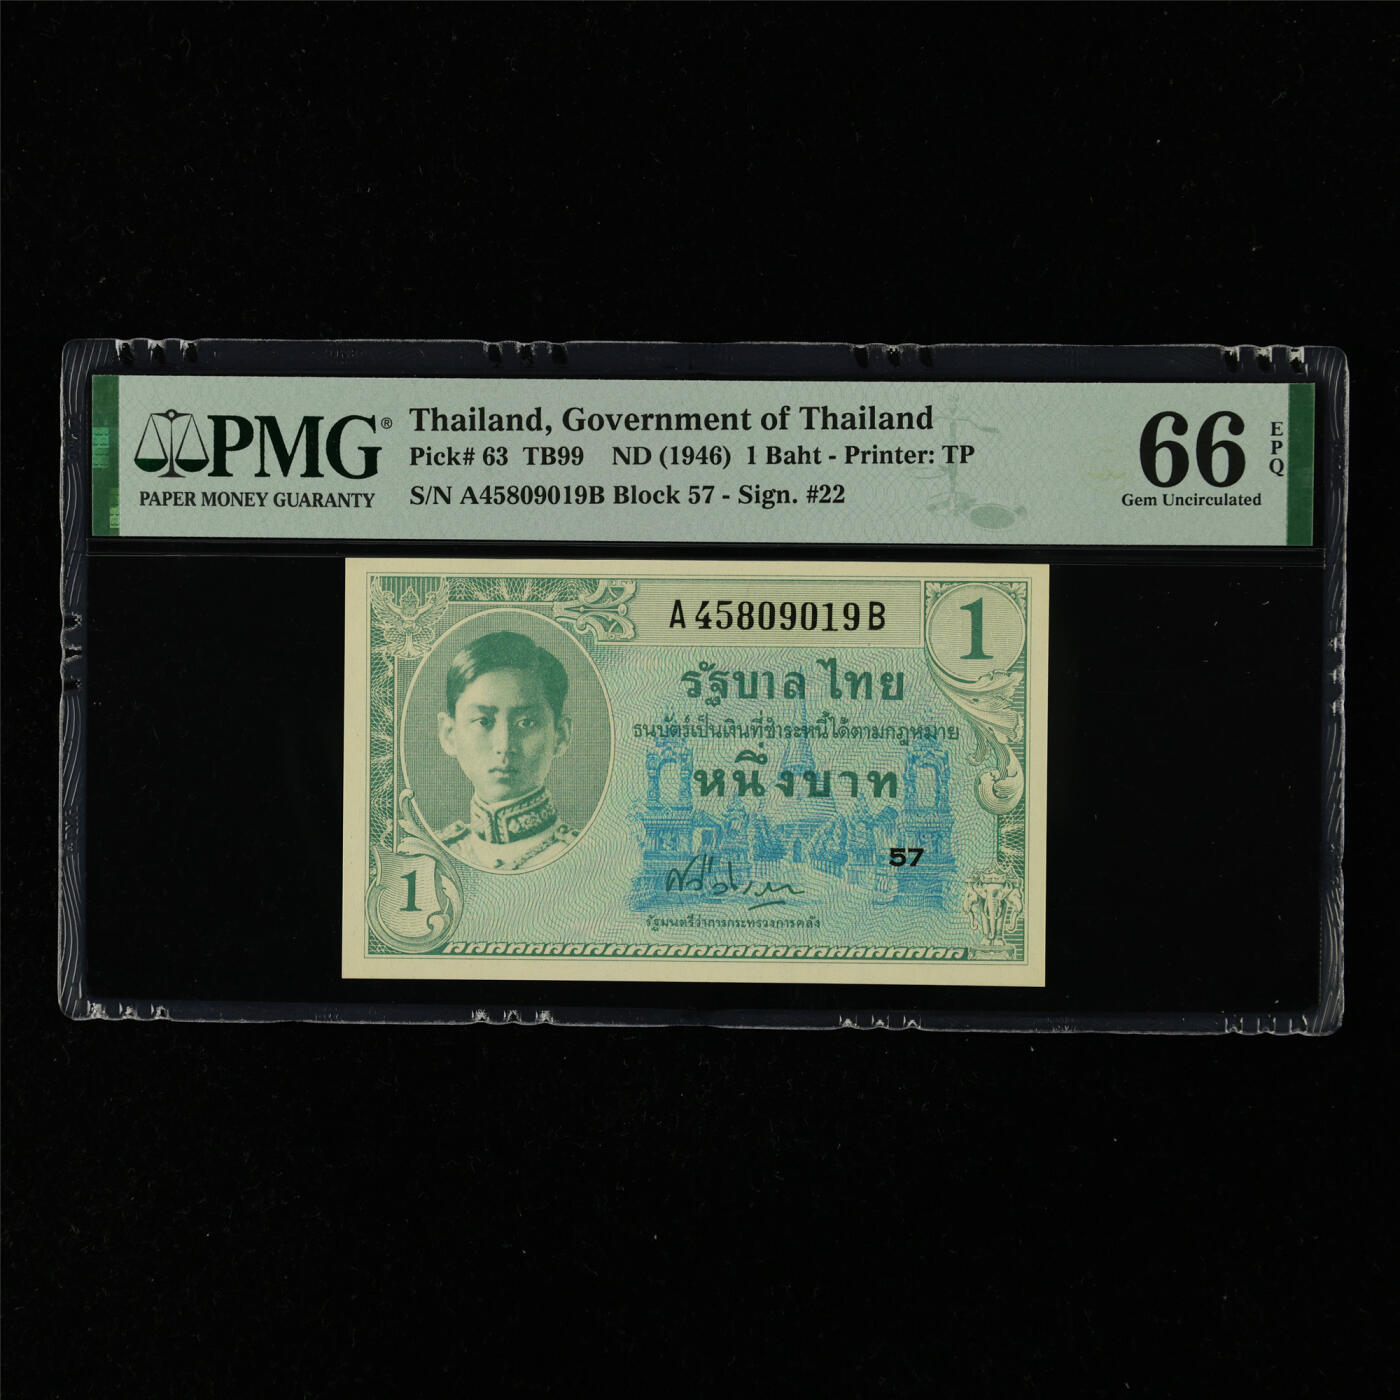 PMG®
PAPER MONEY GUARANTY
Thailand, Government of Thailand
Pick# 63 TB99 ND (1946) 1 Baht - Printer: TP
S/N A45809019B Block 57 - Sign. #22
66 EPQ
Gem Uncirculated
A45809019B
1
รัฐบาลไทย
ธนบัตร์เป็นเงินที่ชำระหนี้ได้ตามกฎหมาย
หนึ่งบาท
57
1
รัฐมนตรีว่าการกระทรวงการคลัง